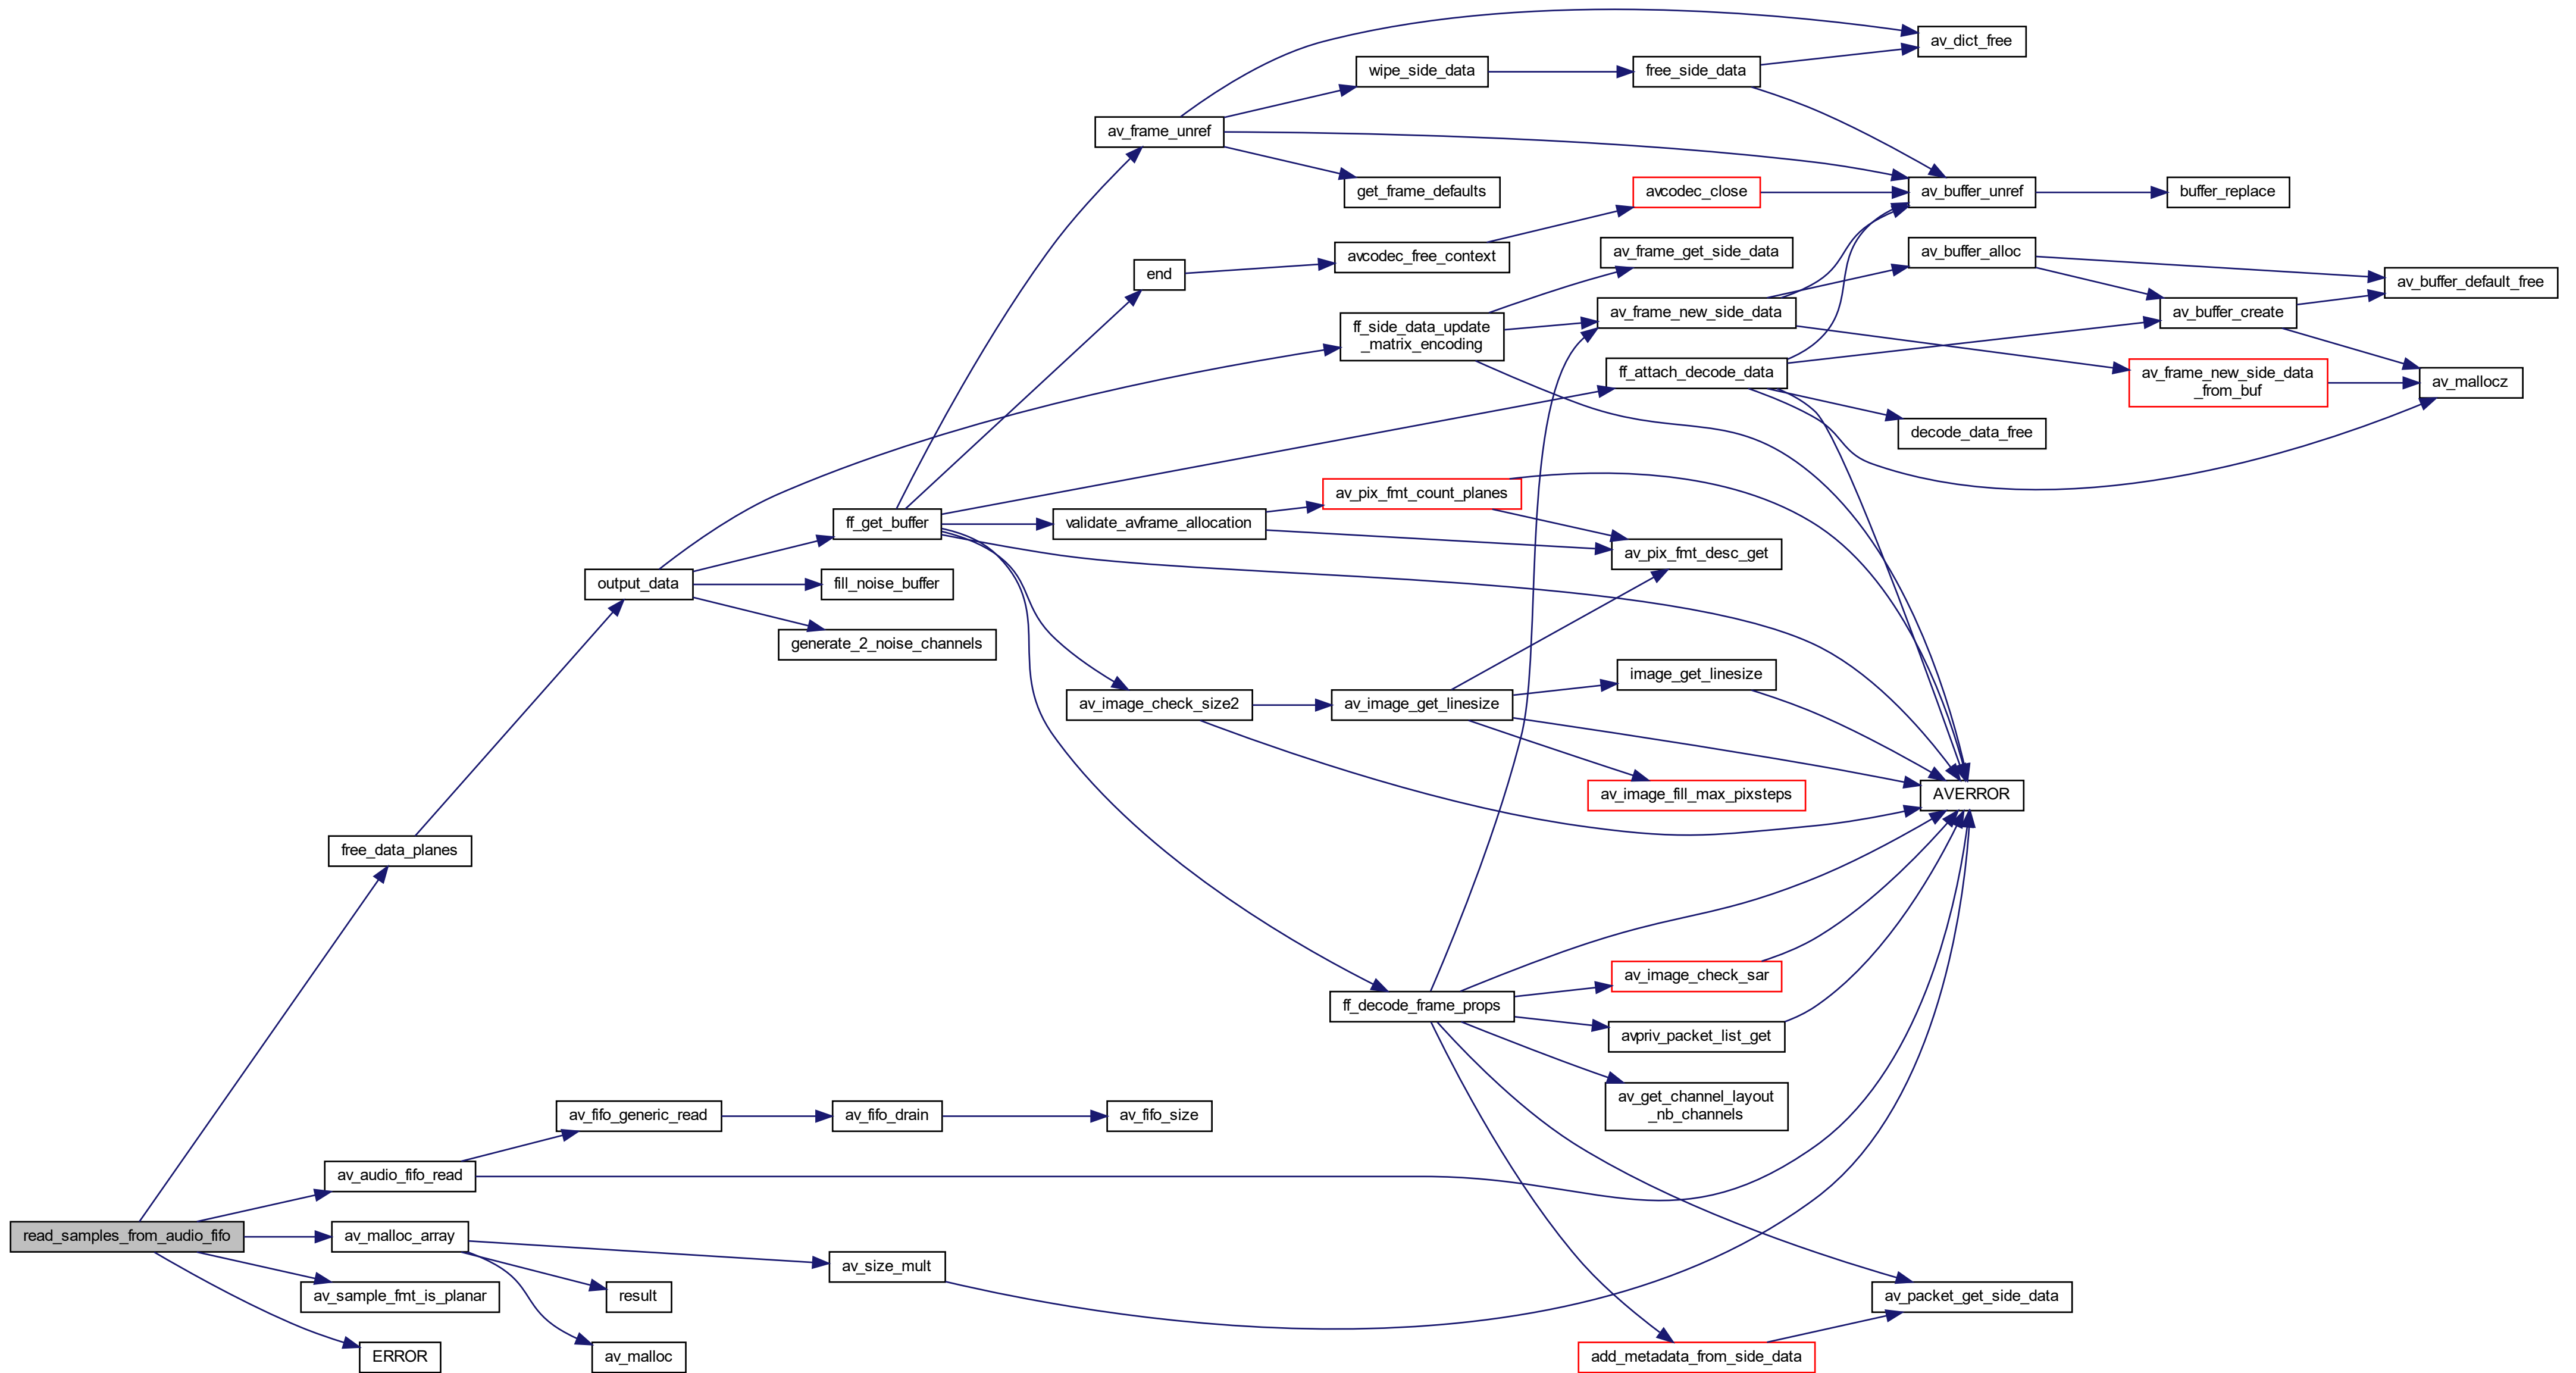 av_dict_free
wipe_side_data
free_side_data
av_frame_unref
get_frame_defaults
avcodec_close
av_buffer_unref
buffer_replace
avcodec_free_context
av_frame_get_side_data
av_buffer_alloc
end
av_buffer_default_free
av_frame_new_side_data
av_buffer_create
ff_side_data_update
_matrix_encoding
ff_attach_decode_data
av_frame_new_side_data
_from_buf
av_mallocz
decode_data_free
av_pix_fmt_count_planes
ff_get_buffer
validate_avframe_allocation
av_pix_fmt_desc_get
output_data
fill_noise_buffer
generate_2_noise_channels
image_get_linesize
av_image_check_size2
av_image_get_linesize
av_image_fill_max_pixsteps
AVERROR
free_data_planes
av_image_check_sar
ff_decode_frame_props
avpriv_packet_list_get
av_get_channel_layout
_nb_channels
av_fifo_generic_read
av_fifo_drain
av_fifo_size
av_audio_fifo_read
read_samples_from_audio_fifo
av_malloc_array
av_size_mult
av_sample_fmt_is_planar
result
av_packet_get_side_data
ERROR
av_malloc
add_metadata_from_side_data